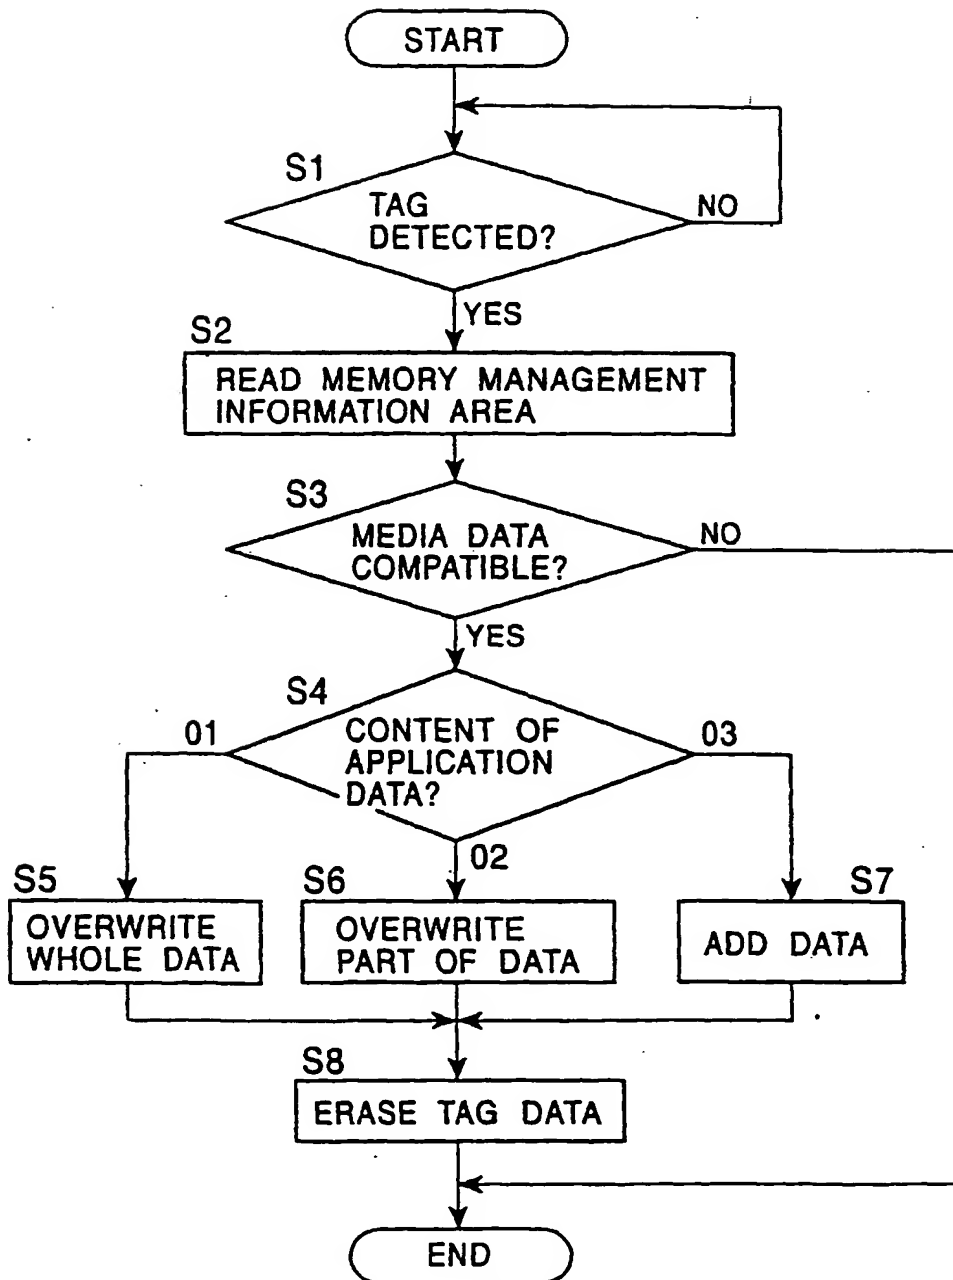 START
S1
TAG
DETECTED?
NO
YES
S2
READ MEMORY MANAGEMENT
INFORMATION AREA
S3
MEDIA DATA
COMPATIBLE?
NO
YES
S4
01
CONTENT OF
APPLICATION
DATA?
03
02
S5
OVERWRITE
WHOLE DATA
S6
OVERWRITE
PART OF DATA
S7
ADD DATA
S8
ERASE TAG DATA
END